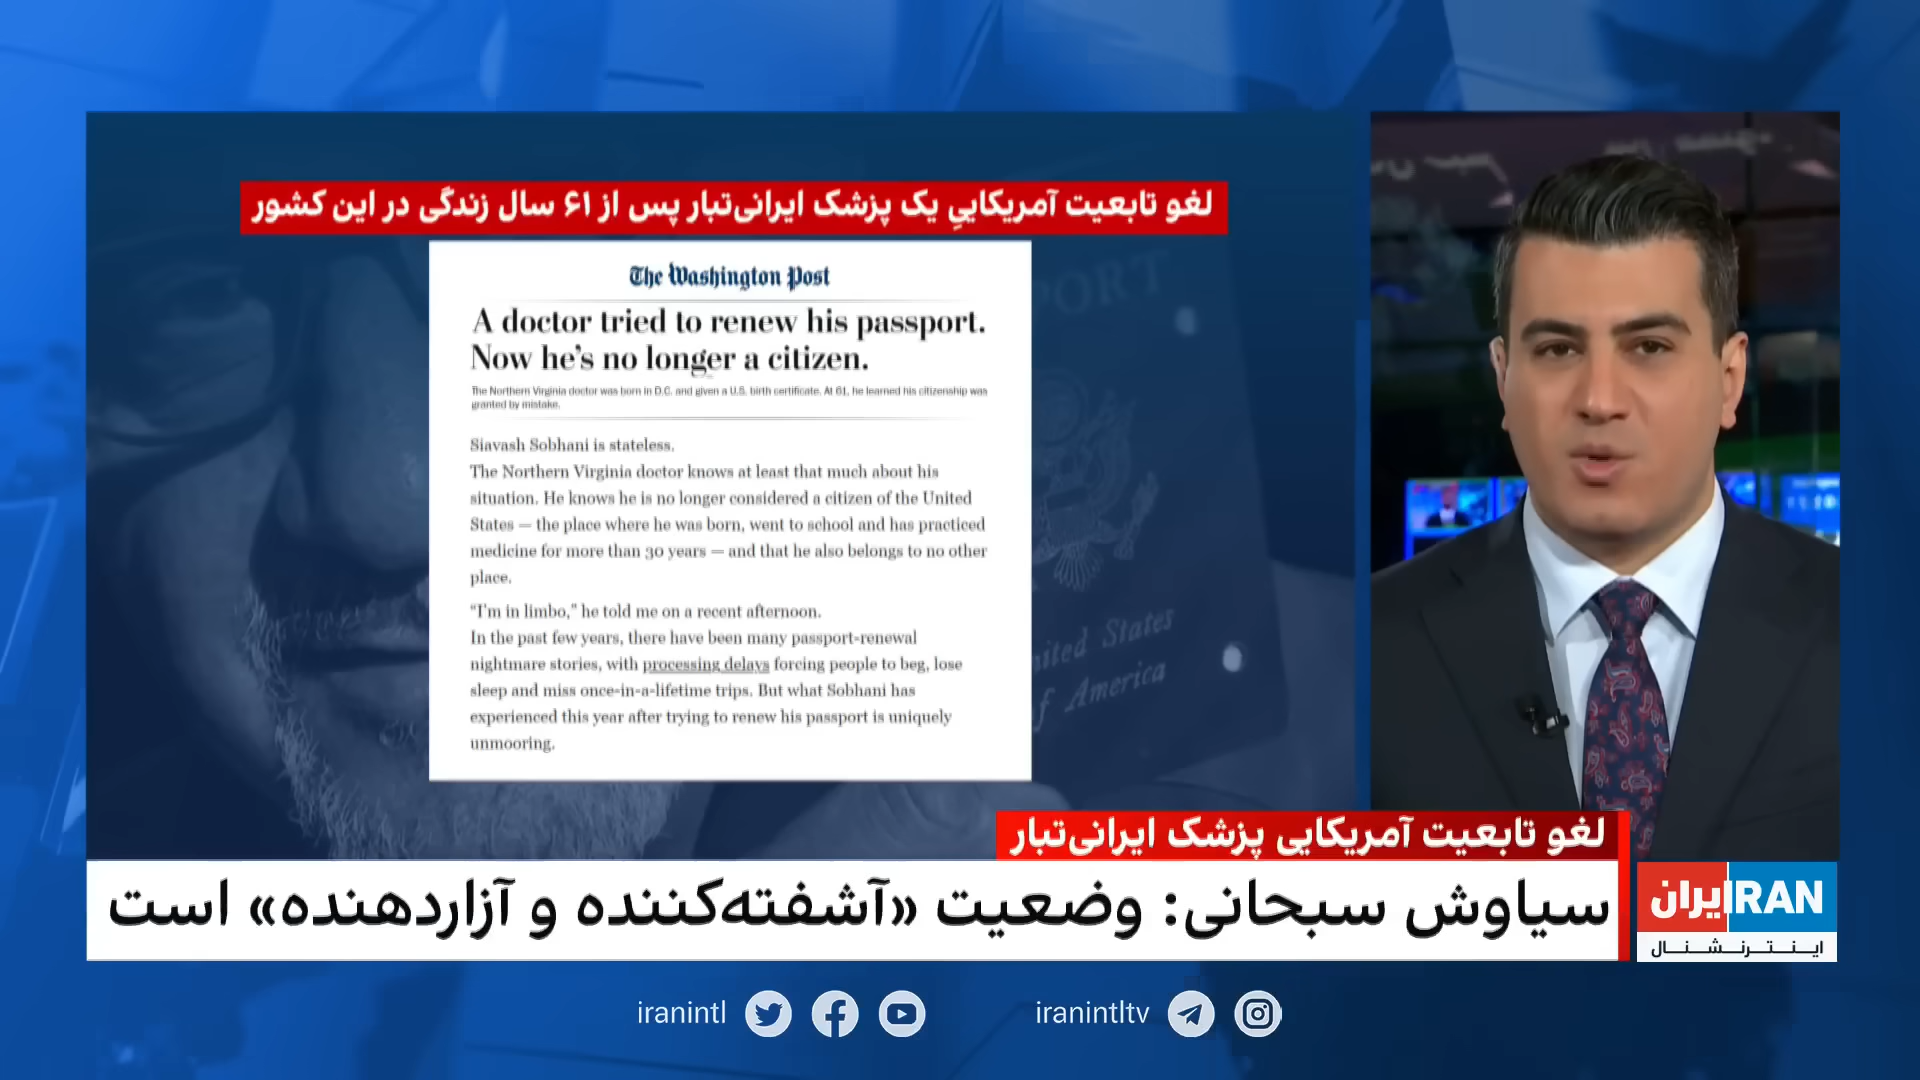 لغو تابعیت آمریکاییِ یک پزشک ایرانی‌تبار پس از ۶۱ سال زندگی در این کشور
The Washington Post
A doctor tried to renew his passport.
Now he's no longer a citizen.
The Northern Virginia doctor was born in D.C. and given a U.S. birth certificate. At 61, he learned his citizenship was
granted by mistake.
Siavash Sobhani is stateless.
The Northern Virginia doctor knows at least that much about his
situation. He knows he is no longer considered a citizen of the United
States — the place where he was born, went to school and has practiced
medicine for more than 30 years — and that he also belongs to no other
place.
“I'm in limbo,” he told me on a recent afternoon.
In the past few years, there have been many passport-renewal
nightmare stories, with processing delays forcing people to beg, lose
sleep and miss once-in-a-lifetime trips. But what Sobhani has
experienced this year after trying to renew his passport is uniquely
unmooring.
PORT
United States
of America
لغو تابعیت آمریکایی پزشک ایرانی‌تبار
سیاوش سبحانی: وضعیت «آشفته‌کننده و آزاردهنده» است
ایران IRAN
اینترنشنال
iranintl
iranintltv